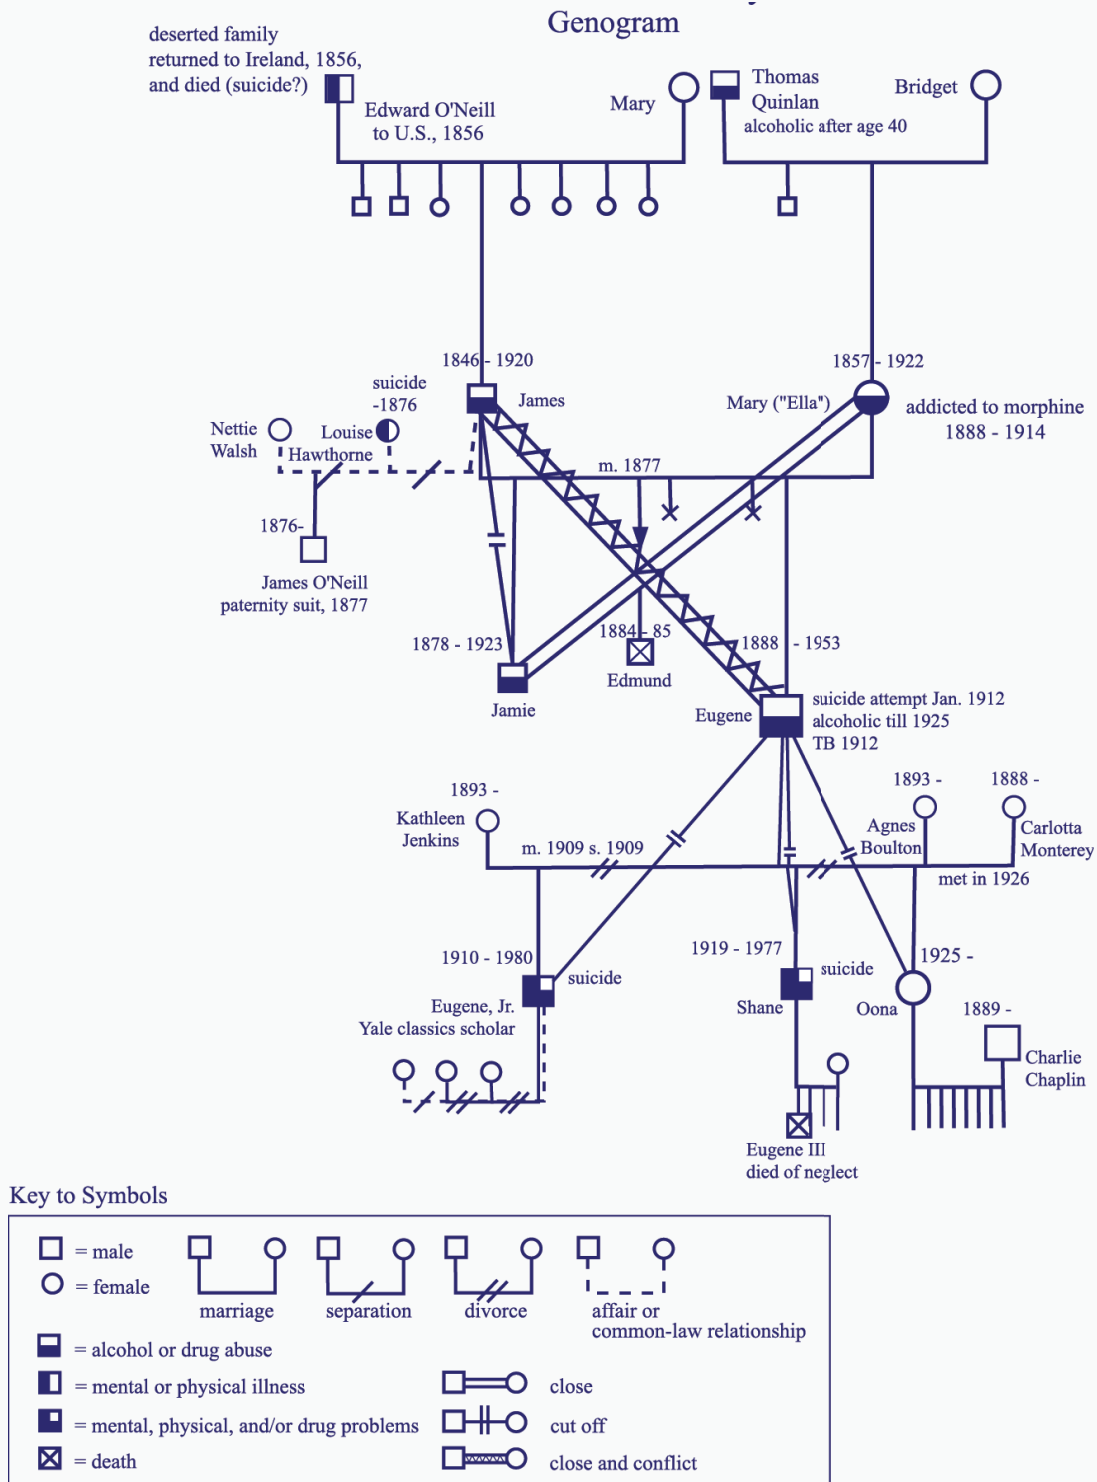 Genogram
deserted family
returned to Ireland, 1856,
and died (suicide?)
Edward O'Neill
to U.S., 1856
Mary
Thomas
Quinlan
alcoholic after age 40
Bridget
1846 - 1920
James
1857 - 1922
Mary ("Ella")
addicted to morphine
1888 - 1914
suicide
-1876
Nettie
Walsh
Louise
Hawthorne
m. 1877
1876-
James O'Neill
paternity suit, 1877
1878 - 1923
Jamie
1884 - 85
Edmund
1888 - 1953
Eugene
suicide attempt Jan. 1912
alcoholic till 1925
TB 1912
1893 -
Kathleen
Jenkins
m. 1909 s. 1909
1893 -
Agnes
Boulton
1888 -
Carlotta
Monterey
met in 1926
1910 - 1980
suicide
Eugene, Jr.
Yale classics scholar
1919 - 1977
suicide
Shane
1925 -
Oona
1889 -
Charlie
Chaplin
Eugene III
died of neglect
Key to Symbols
= male
= female
marriage
separation
divorce
affair or
common-law relationship
= alcohol or drug abuse
= mental or physical illness
= mental, physical, and/or drug problems
= death
close
cut off
close and conflict